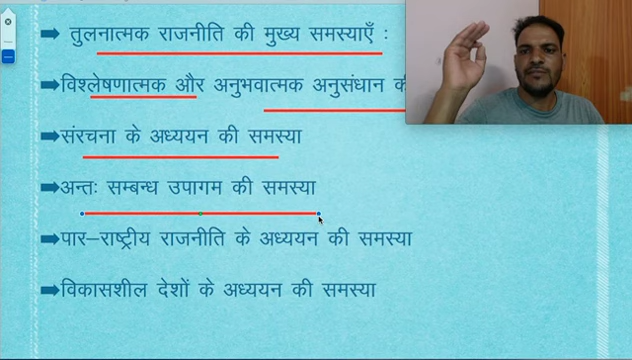 ➡ तुलनात्मक राजनीति की मुख्य समस्याएँ :
➡विश्लेषणात्मक और अनुभवात्मक अनुसंधान
➡संरचना के अध्ययन की समस्या
➡अन्तः सम्बन्ध उपागम की समस्या
➡पार–राष्ट्रीय राजनीति के अध्ययन की समस्या
➡विकासशील देशों के अध्ययन की समस्या